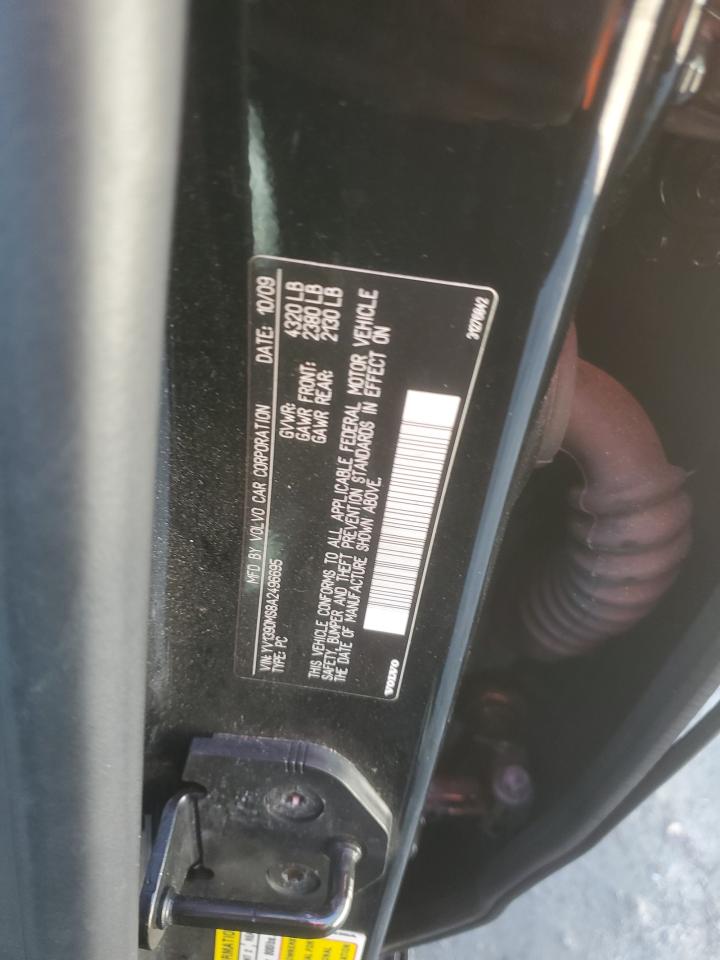 MFD BY VOLVO CAR CORPORATION DATE: 10/09
VIN: YV1390MS8A2496695
TYPE: PC
GVWR: 4320 LB
GAWR FRONT: 2380 LB
GAWR REAR: 2130 LB
THIS VEHICLE CONFORMS TO ALL APPLICABLE FEDERAL MOTOR VEHICLE
SAFETY, BUMPER AND THEFT PREVENTION STANDARDS IN EFFECT ON
THE DATE OF MANUFACTURE SHOWN ABOVE.
VOLVO
31276842